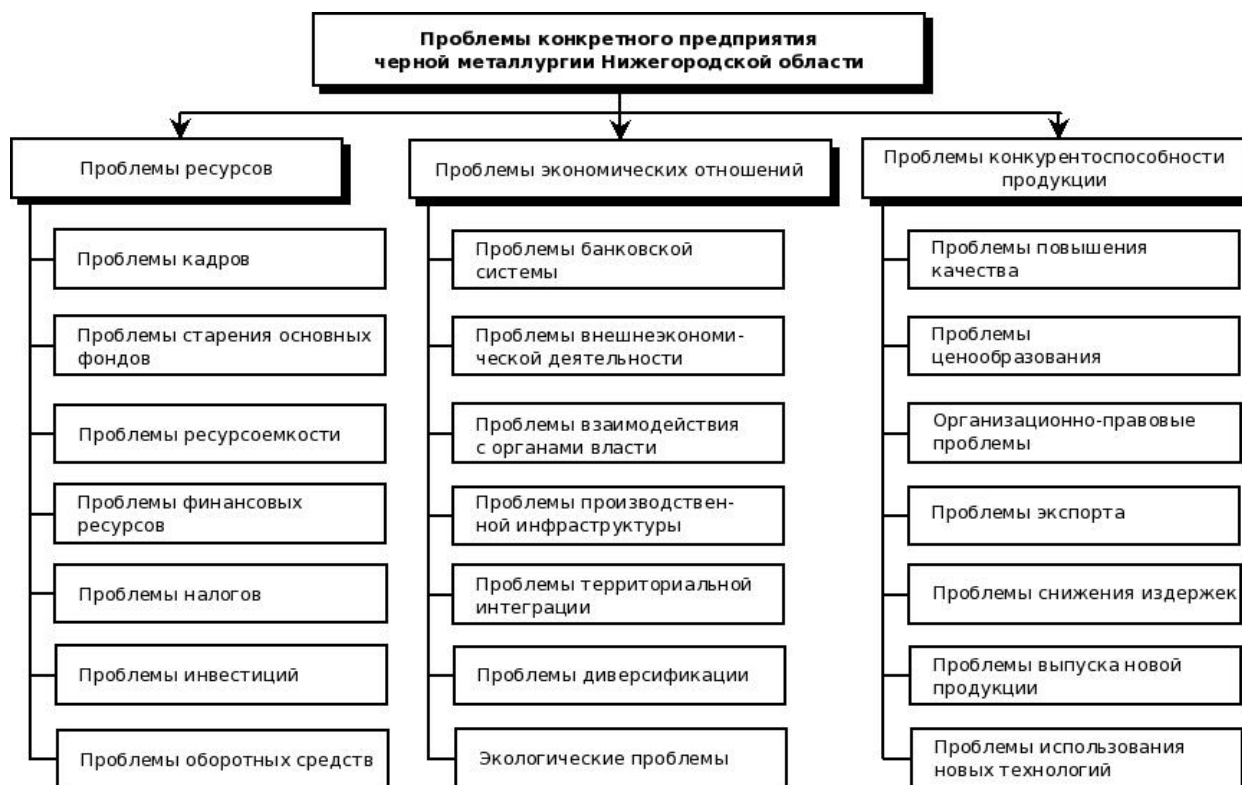 Проблемы конкретного предприятия
черной металлургии Нижегородской области
Проблемы ресурсов
Проблемы кадров
Проблемы старения основных
фондов
Проблемы ресурсоемкости
Проблемы финансовых
ресурсов
Проблемы налогов
Проблемы инвестиций
Проблемы оборотных средств
Проблемы экономических отношений
Проблемы банковской
системы
Проблемы внешнеэкономи-
ческой деятельности
Проблемы взаимодействия
с органами власти
Проблемы производствен-
ной инфраструктуры
Проблемы территориальной
интеграции
Проблемы диверсификации
Экологические проблемы
Проблемы конкурентоспособности
продукции
Проблемы повышения
качества
Проблемы
ценообразования
Организационно-правовые
проблемы
Проблемы экспорта
Проблемы снижения издержек
Проблемы выпуска новой
продукции
Проблемы использования
новых технологий